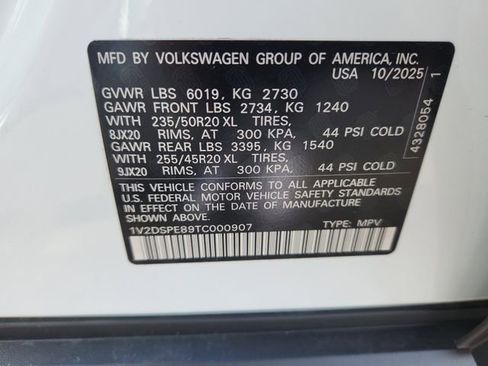 MFD BY VOLKSWAGEN GROUP OF AMERICA, INC.
USA 10/2025
GVWR LBS 6019, KG 2730
GAWR FRONT LBS 2734, KG 1240
WITH 235/50R20 XL TIRES,
8JX20 RIMS, AT 300 KPA, 44 PSI COLD
GAWR REAR LBS 3395, KG 1540
WITH 255/45R20 XL TIRES,
9JX20 RIMS, AT 300 KPA, 44 PSI COLD
THIS VEHICLE CONFORMS TO ALL APPLICABLE
U.S. FEDERAL MOTOR VEHICLE SAFETY STANDARDS
IN EFFECT ON THE DATE OF MANUFACTURE
SHOWN ABOVE
1V2DSPE89TC000907 TYPE: MPV
4328054 1